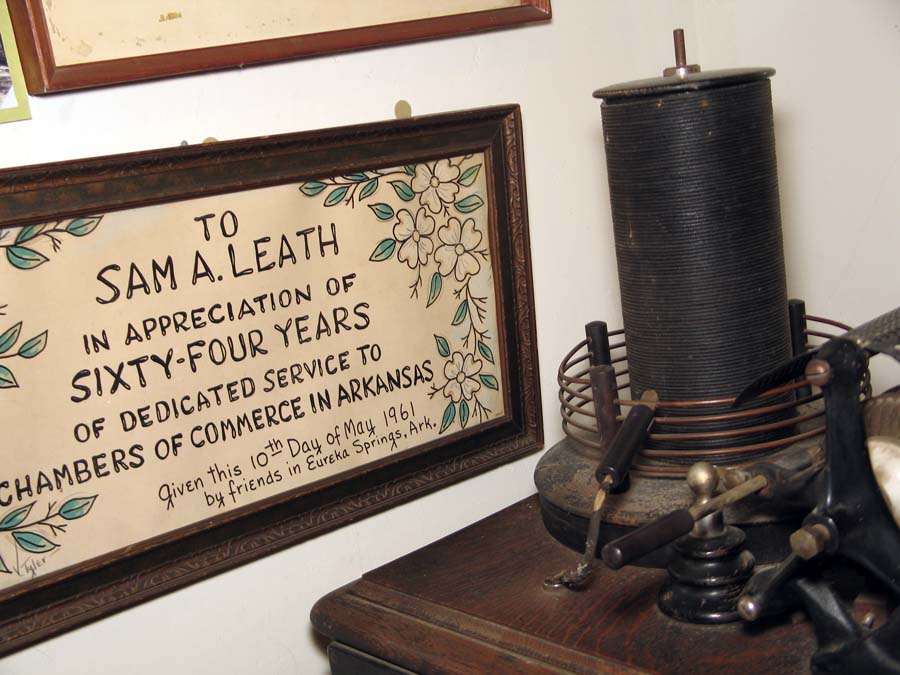 TO
SAM A. LEATH
IN APPRECIATION OF
SIXTY-FOUR YEARS
OF DEDICATED SERVICE TO
CHAMBERS OF COMMERCE IN ARKANSAS
given this 10th Day of May 1961
by friends in Eureka Springs, Ark.
V. Tyler